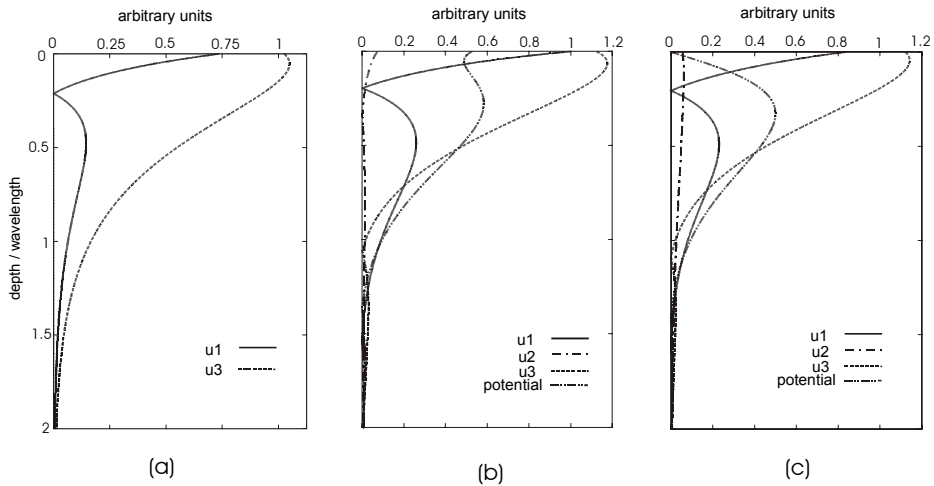 arbitrary units
0 0.25 0.5 0.75 1
0
0.5
1
1.5
2
depth / wavelength
u1
u3
(a)
arbitrary units
0 0.2 0.4 0.6 0.8 1 1.2
u1
u2
u3
potential
(b)
arbitrary units
0 0.2 0.4 0.6 0.8 1 1.2
u1
u2
u3
potential
(c)